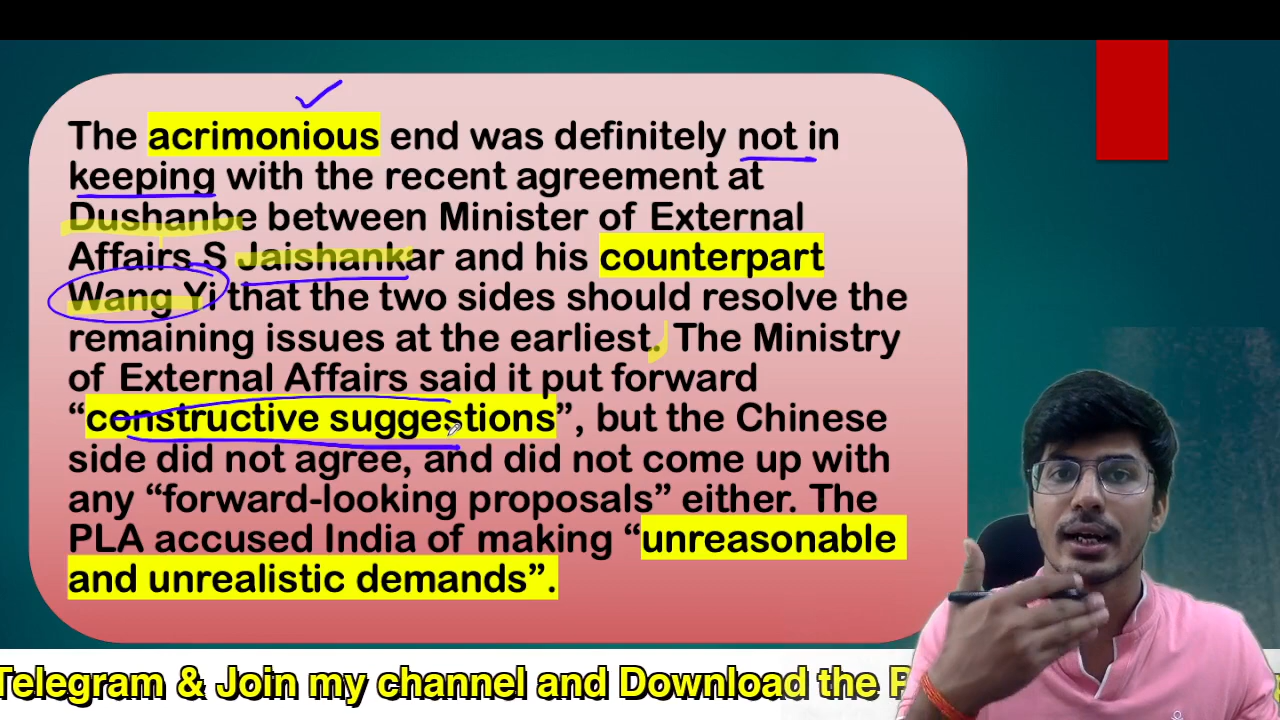 The acrimonious end was definitely not in
keeping with the recent agreement at
Dushanbe between Minister of External
Affairs S Jaishankar and his counterpart
Wang Yi that the two sides should resolve the
remaining issues at the earliest. The Ministry
of External Affairs said it put forward
“constructive suggestions”, but the Chinese
side did not agree, and did not come up with
any “forward-looking proposals” either. The
PLA accused India of making “unreasonable
and unrealistic demands”.
Telegram & Join my channel and Download the P